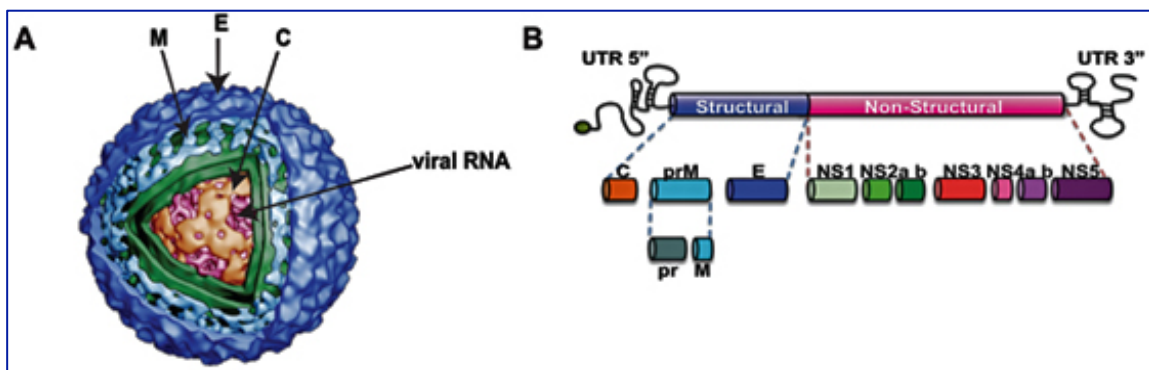 A
M
E
C
viral RNA
B
UTR 5”
UTR 3”
Structural
Non-Structural
C
prM
E
NS1
NS2a b
NS3
NS4a b
NS5
pr
M